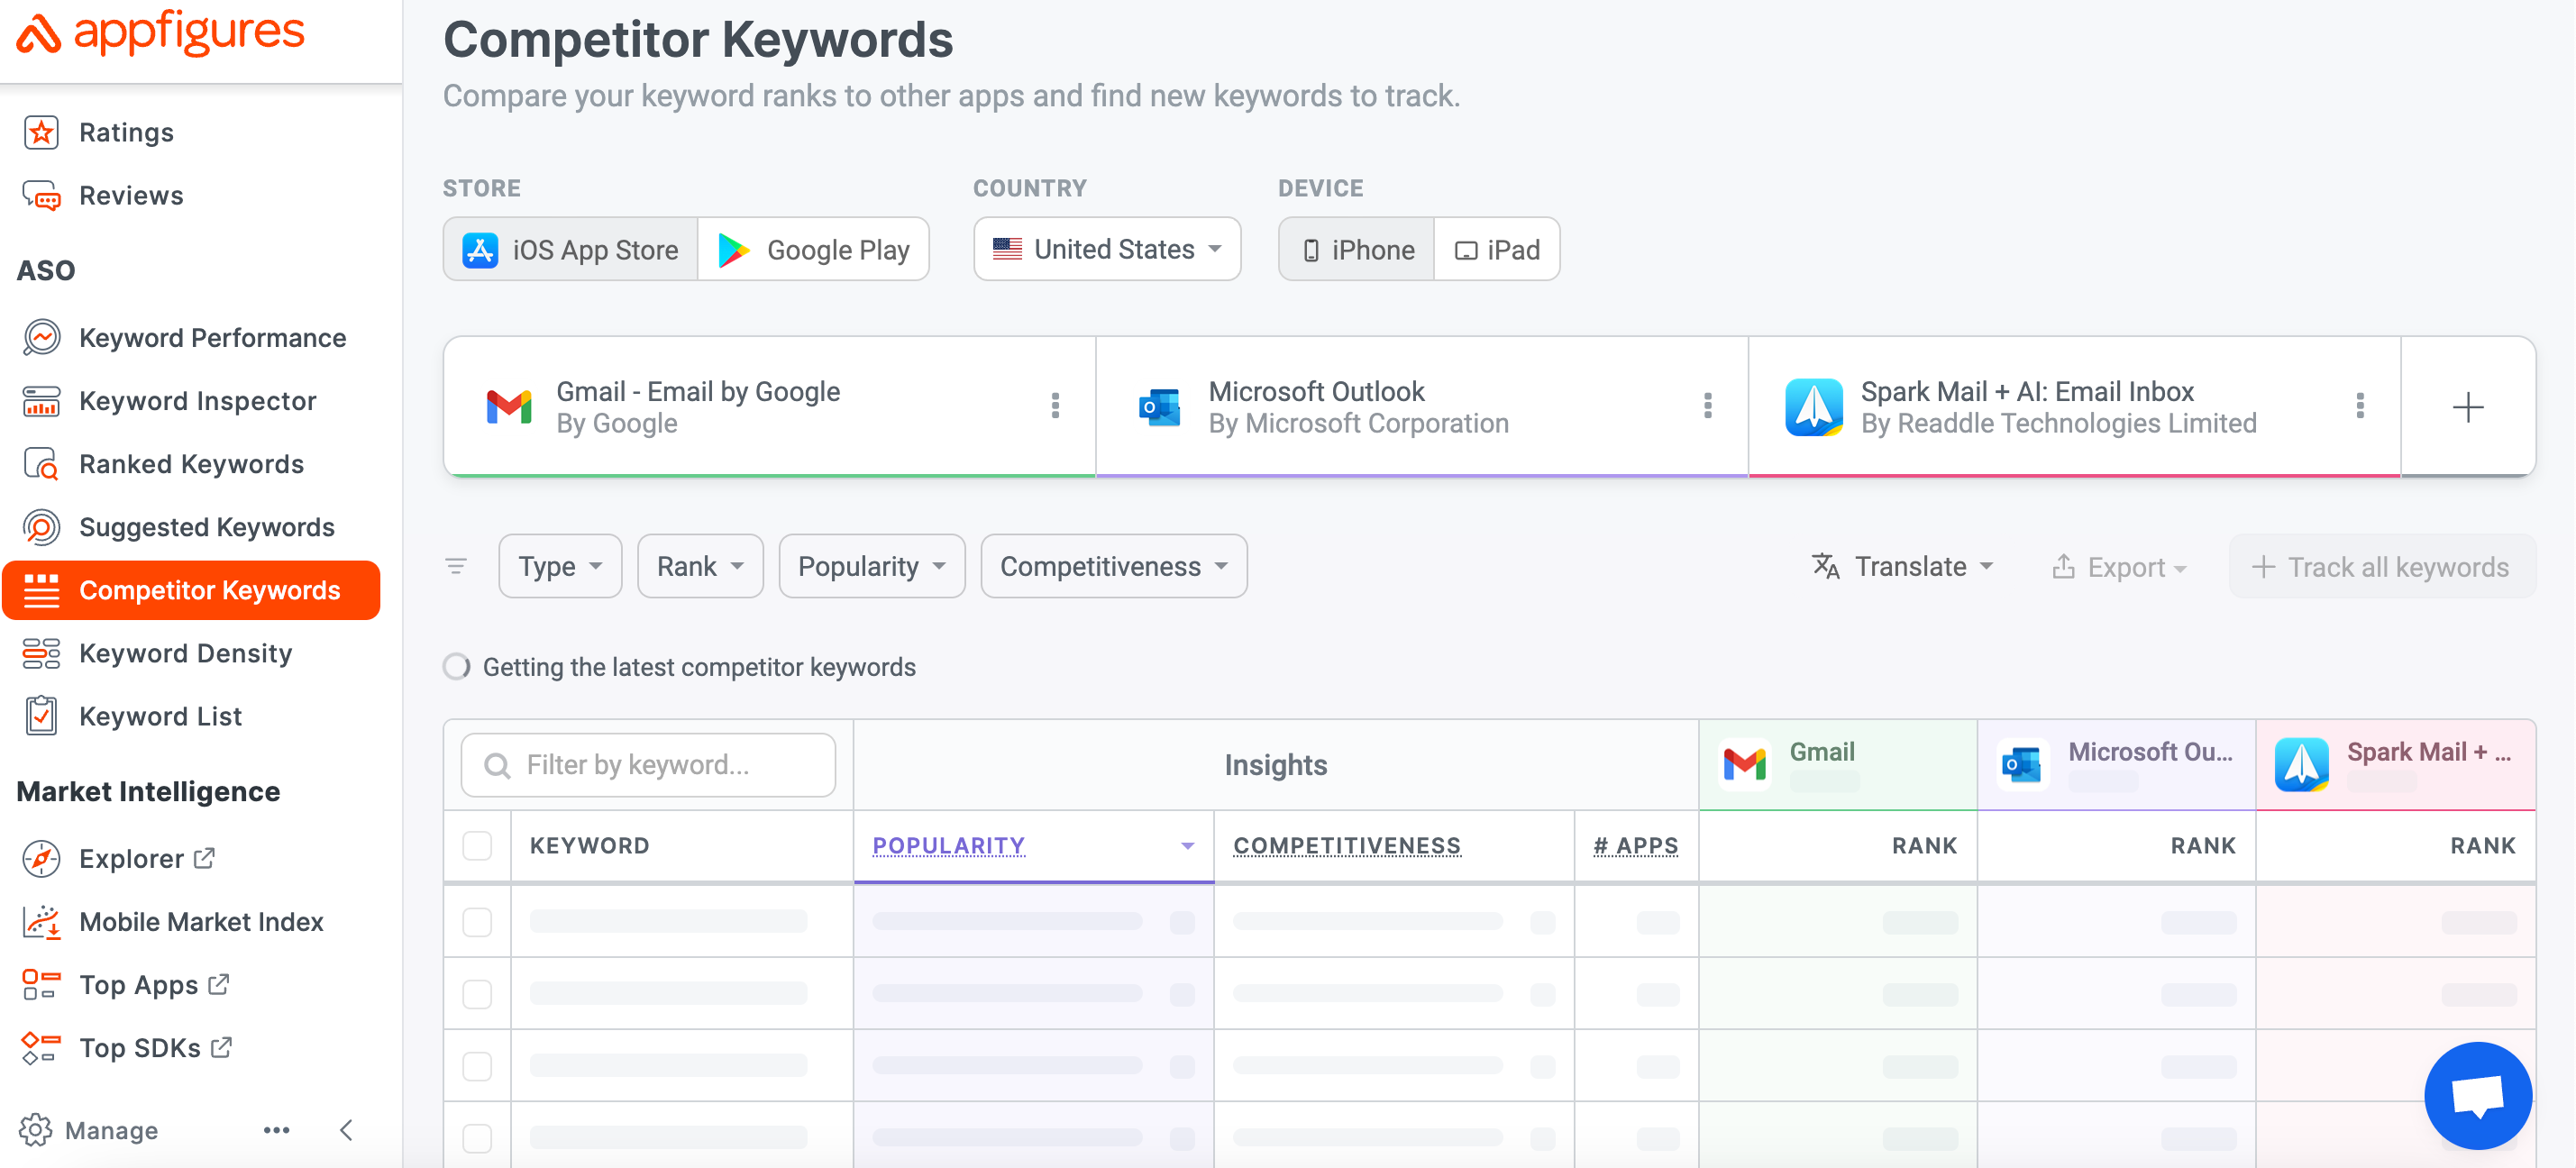 appfigures
Ratings
Reviews
ASO
Keyword Performance
Keyword Inspector
Ranked Keywords
Suggested Keywords
Competitor Keywords
Keyword Density
Keyword List
Market Intelligence
Explorer
Mobile Market Index
Top Apps
Top SDKs
Manage
Competitor Keywords
Compare your keyword ranks to other apps and find new keywords to track.
STORE COUNTRY DEVICE
iOS App Store Google Play United States iPhone iPad
Gmail - Email by Google
By Google
Microsoft Outlook
By Microsoft Corporation
Spark Mail + AI: Email Inbox
By Readdle Technologies Limited
Type Rank Popularity Competitiveness Translate Export + Track all keywords
Getting the latest competitor keywords
Filter by keyword... Insights Gmail Microsoft Ou... Spark Mail + ...
KEYWORD POPULARITY COMPETITIVENESS # APPS RANK RANK RANK